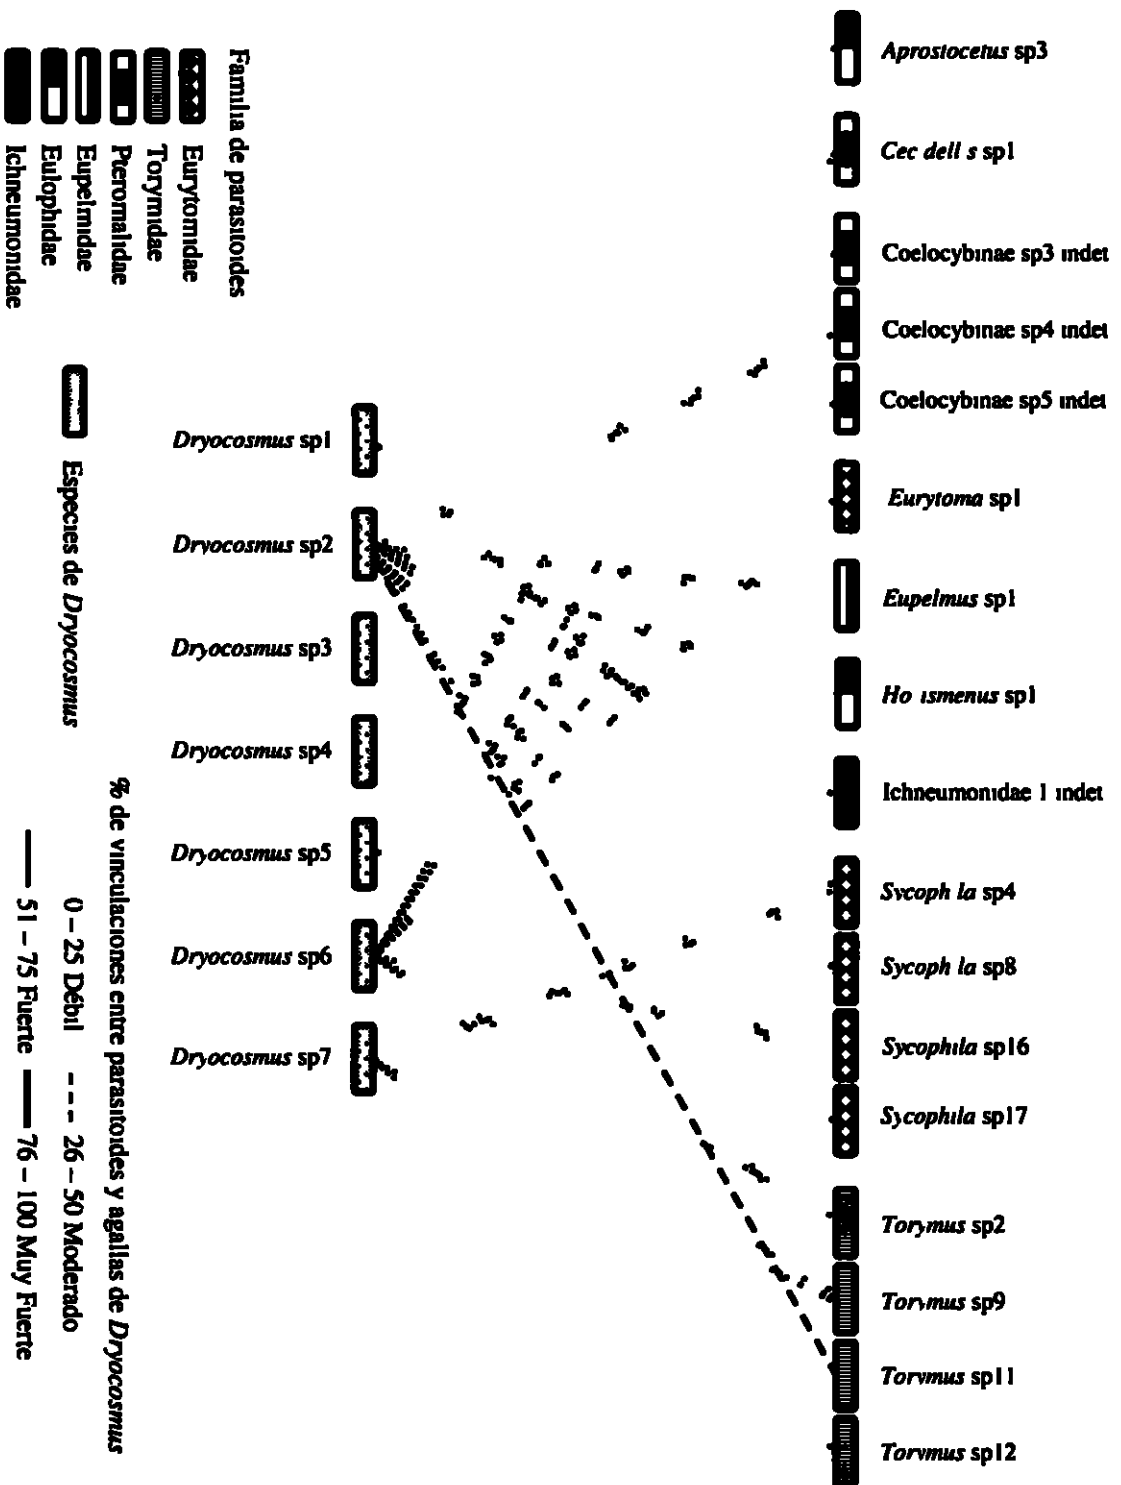 Aprostocetus sp3
Cec dell s sp1
Coelocybinae sp3 indet
Coelocybinae sp4 indet
Coelocybinae sp5 indet
Eurytoma sp1
Eupelmus sp1
Ho ismenus sp1
Ichneumonidae 1 indet
Sycoph la sp4
Sycoph la sp8
Sycophila sp16
Sycophila sp17
Torymus sp2
Torymus sp9
Torymus sp11
Torymus sp12
Dryocosmus sp1
Dryocosmus sp2
Dryocosmus sp3
Dryocosmus sp4
Dryocosmus sp5
Dryocosmus sp6
Dryocosmus sp7
Familia de parasitoides
Eurytomidae
Torymidae
Pteromalidae
Eupelmidae
Eulophidae
Ichneumonidae
Especies de Dryocosmus
% de vinculaciones entre parasitoides y agallas de Dryocosmus
0 – 25 Débil --- 26 – 50 Moderado
51 – 75 Fuerte 76 – 100 Muy Fuerte